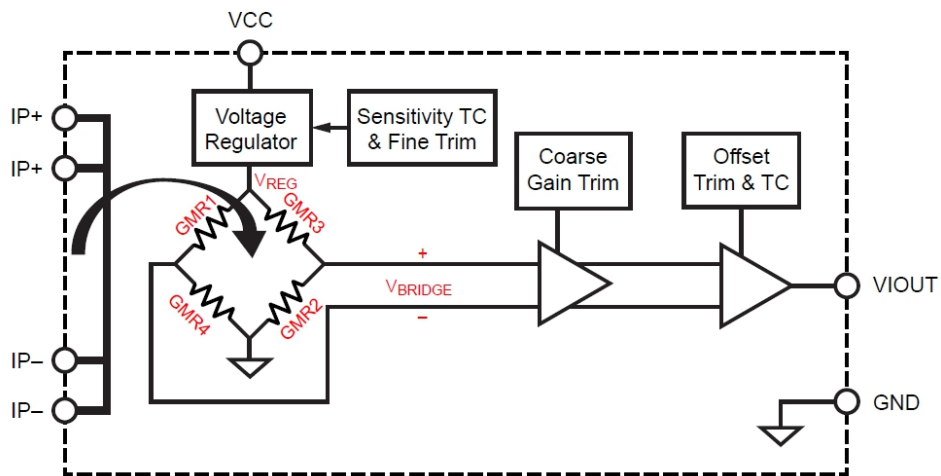 VCC
IP+
IP+
Voltage
Regulator
Sensitivity TC
& Fine Trim
Coarse
Gain Trim
Offset
Trim & TC
VREG
GMR1
GMR3
+
VBRIDGE
–
GMR4
GMR2
VIOUT
IP–
IP–
GND